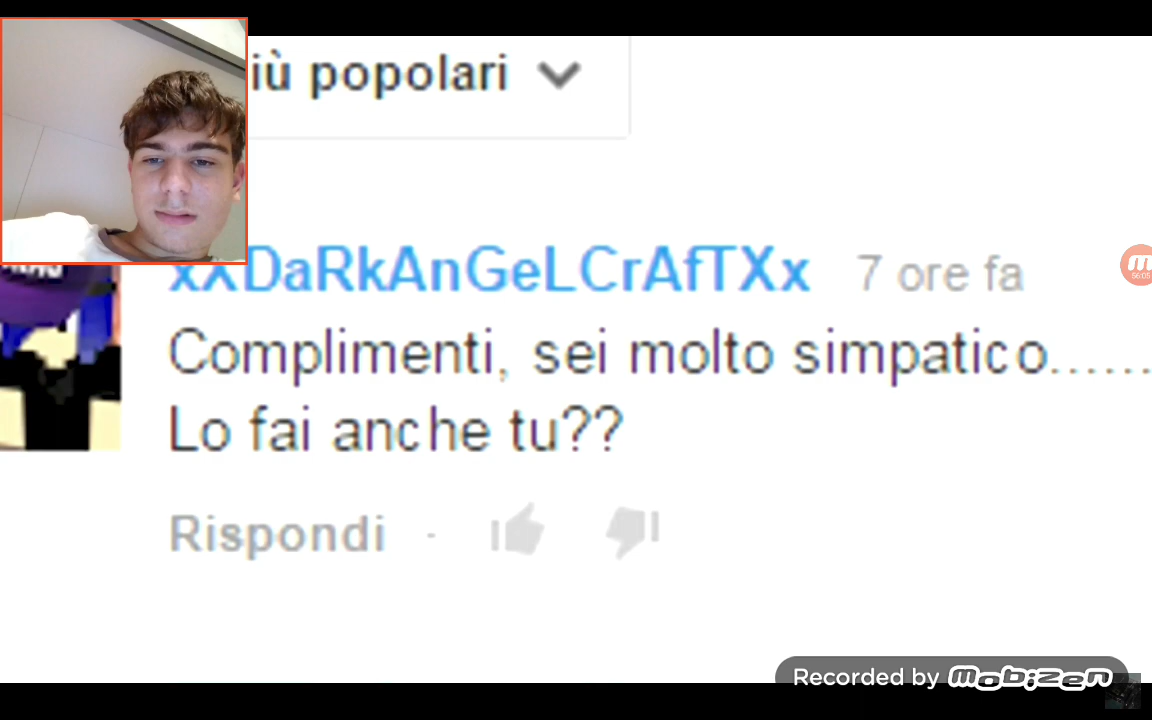 iù popolari
xXDaRkAnGeLCrAfTXx 7 ore fa
Complimenti, sei molto simpatico......
Lo fai anche tu??
Rispondi
Recorded by mobizen